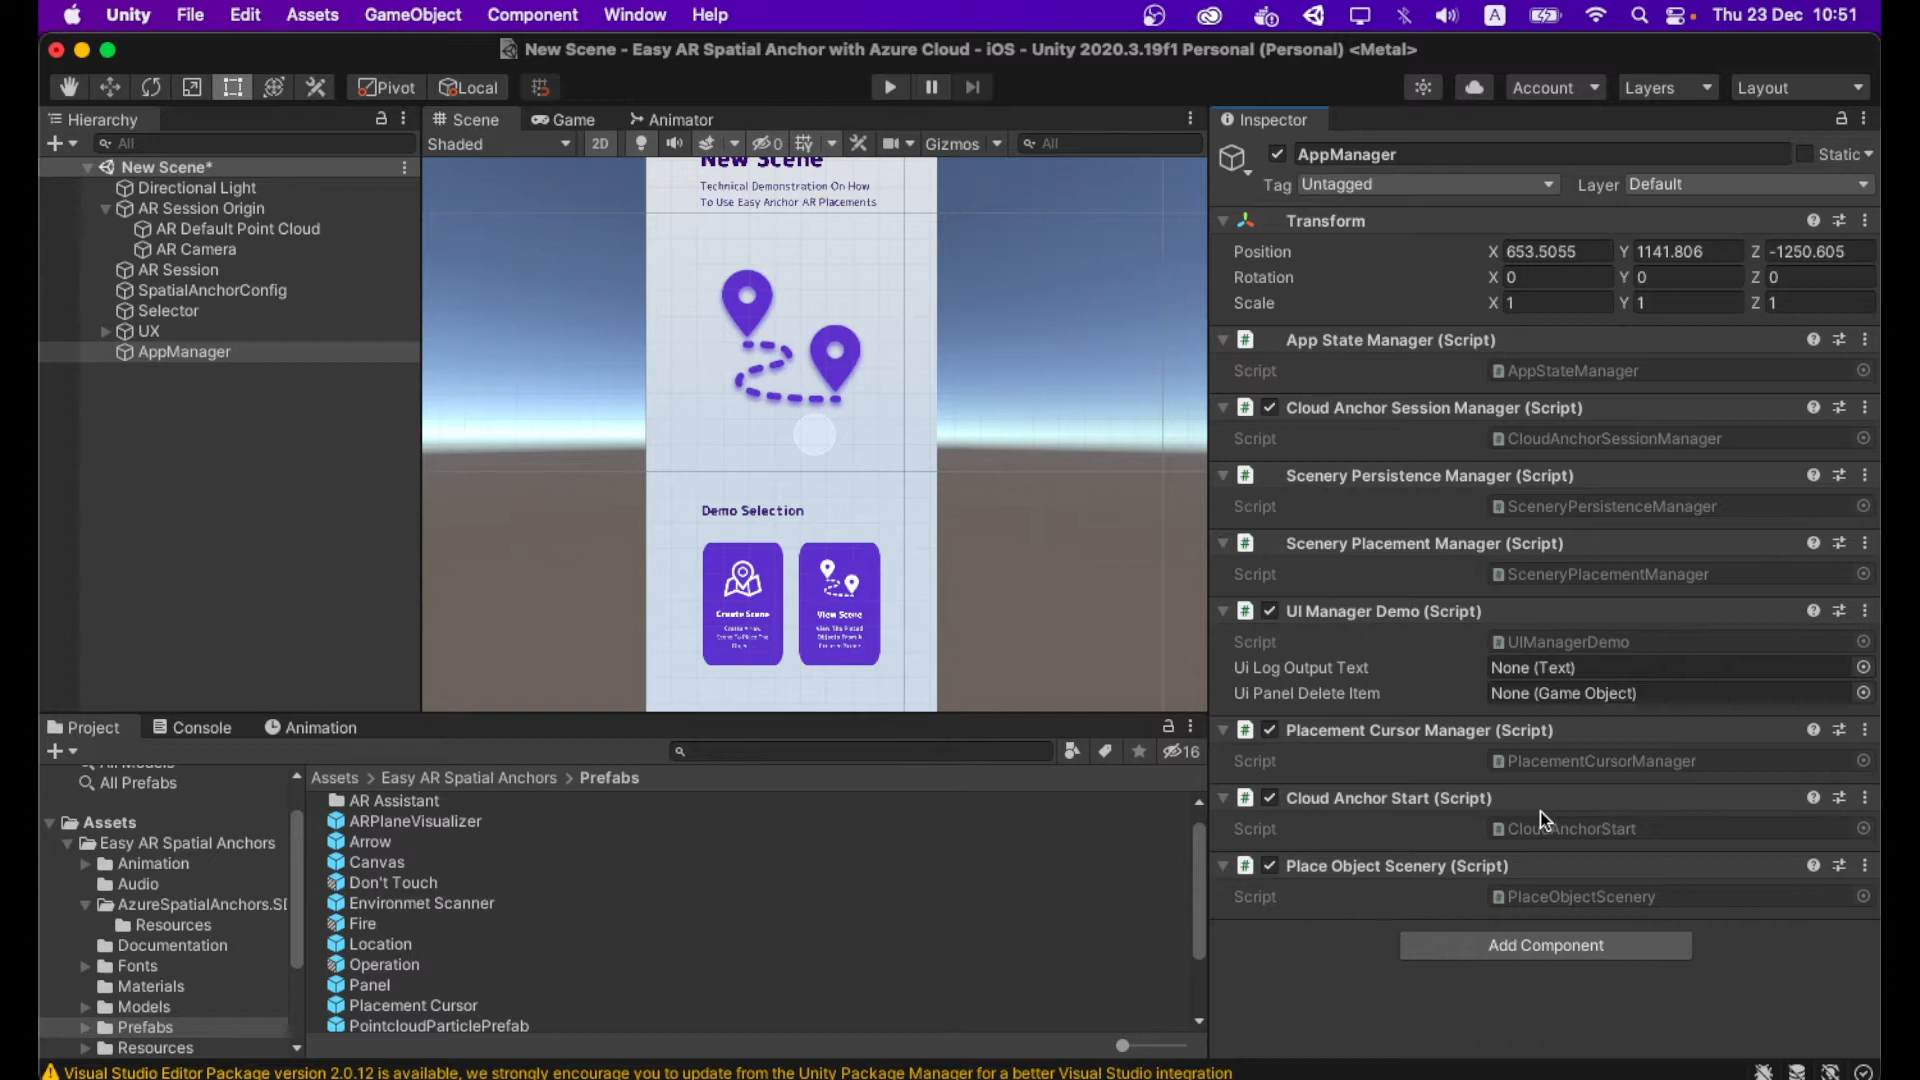 Unity File Edit Assets GameObject Component Window Help A Thu 23 Dec 10:51
New Scene - Easy AR Spatial Anchor with Azure Cloud - iOS - Unity 2020.3.19f1 Personal (Personal) <Metal>
Pivot Local Account Layers Layout
Hierarchy
All
New Scene*
Directional Light
AR Session Origin
AR Default Point Cloud
AR Camera
AR Session
SpatialAnchorConfig
Selector
UX
AppManager
Scene Game Animator
Shaded 2D 0 Gizmos All
New Scene
Technical Demonstration On How
To Use Easy Anchor AR Placements
Demo Selection
Create Scene
View Scene
Inspector
AppManager Static
Tag Untagged Layer Default
Transform
Position X 653.5055 Y 1141.806 Z -1250.605
Rotation X 0 Y 0 Z 0
Scale X 1 Y 1 Z 1
App State Manager (Script)
Script AppStateManager
Cloud Anchor Session Manager (Script)
Script CloudAnchorSessionManager
Scenery Persistence Manager (Script)
Script SceneryPersistenceManager
Scenery Placement Manager (Script)
Script SceneryPlacementManager
UI Manager Demo (Script)
Script UIManagerDemo
Ui Log Output Text None (Text)
Ui Panel Delete Item None (Game Object)
Placement Cursor Manager (Script)
Script PlacementCursorManager
Cloud Anchor Start (Script)
Script CloudAnchorStart
Place Object Scenery (Script)
Script PlaceObjectScenery
Add Component
Project Console Animation
16
All Models
All Prefabs
Assets
Easy AR Spatial Anchors
Animation
Audio
AzureSpatialAnchors.SD
Resources
Documentation
Fonts
Materials
Models
Prefabs
Resources
Assets > Easy AR Spatial Anchors > Prefabs
AR Assistant
ARPlaneVisualizer
Arrow
Canvas
Don't Touch
Environmet Scanner
Fire
Location
Operation
Panel
Placement Cursor
PointcloudParticlePrefab
Visual Studio Editor Package version 2.0.12 is available, we strongly encourage you to update from the Unity Package Manager for a better Visual Studio integration